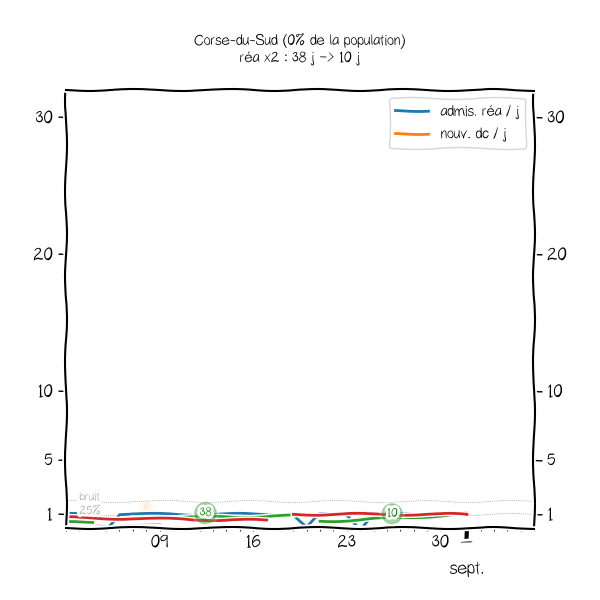 Corse-du-Sud (0% de la population)
réa x2 : 38 j -> 10 j
admis. réa / j
nouv. dc / j
30
30
20
20
10
10
5
5
bruit
25%
38
10
1
1
09
16
23
30
sept.